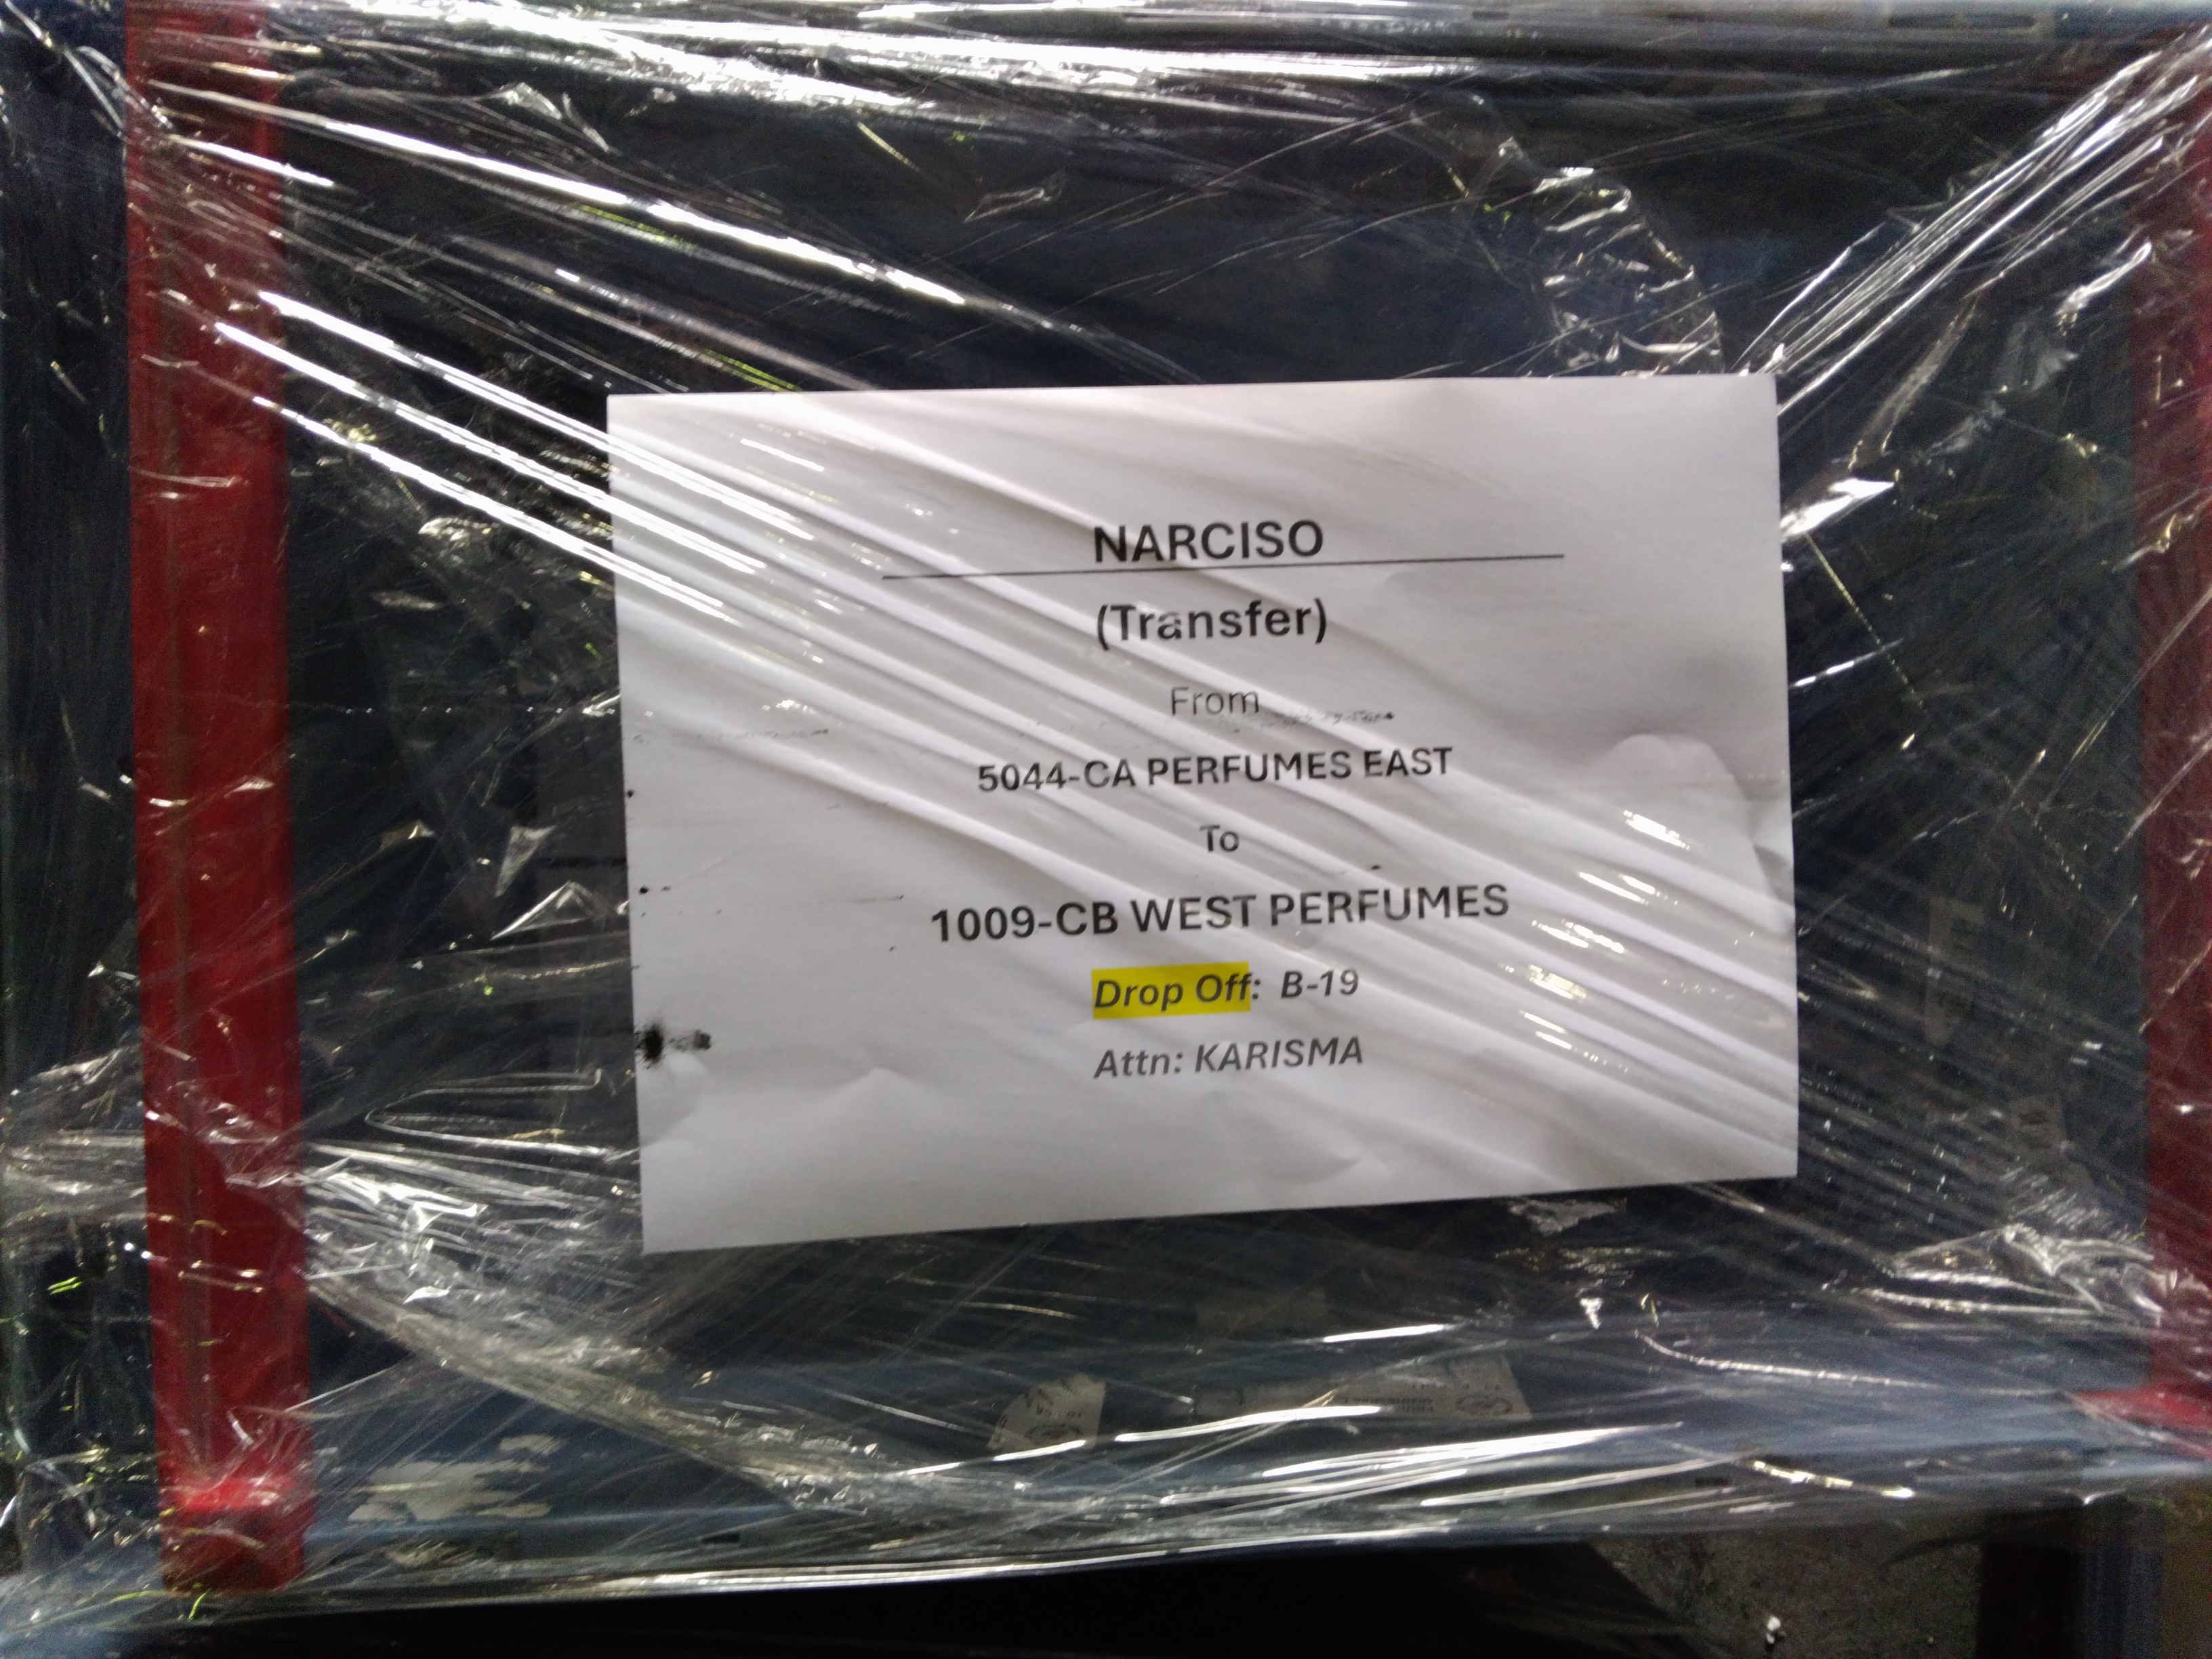 NARCISO
(Transfer)
From
5044-CA PERFUMES EAST
To
1009-CB WEST PERFUMES
Drop Off: B-19
Attn: KARISMA